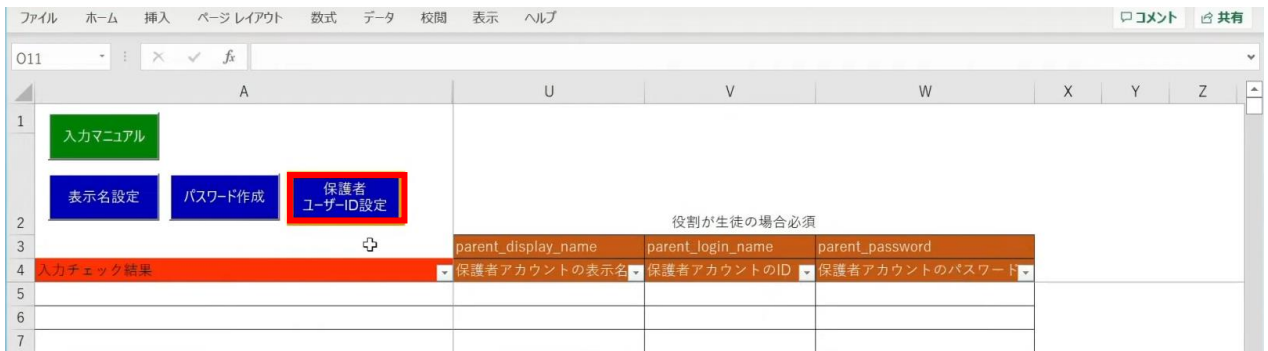 ファイル ホーム 挿入 ページ レイアウト 数式 データ 校閲 表示 ヘルプ コメント 共有
O11 fx
A U V W X Y Z
1
入力マニュアル
表示名設定 パスワード作成 保護者
ユーザーID設定
2 役割が生徒の場合必須
3 parent_display_name parent_login_name parent_password
4 入力チェック結果 保護者アカウントの表示名 保護者アカウントのID 保護者アカウントのパスワード
5
6
7